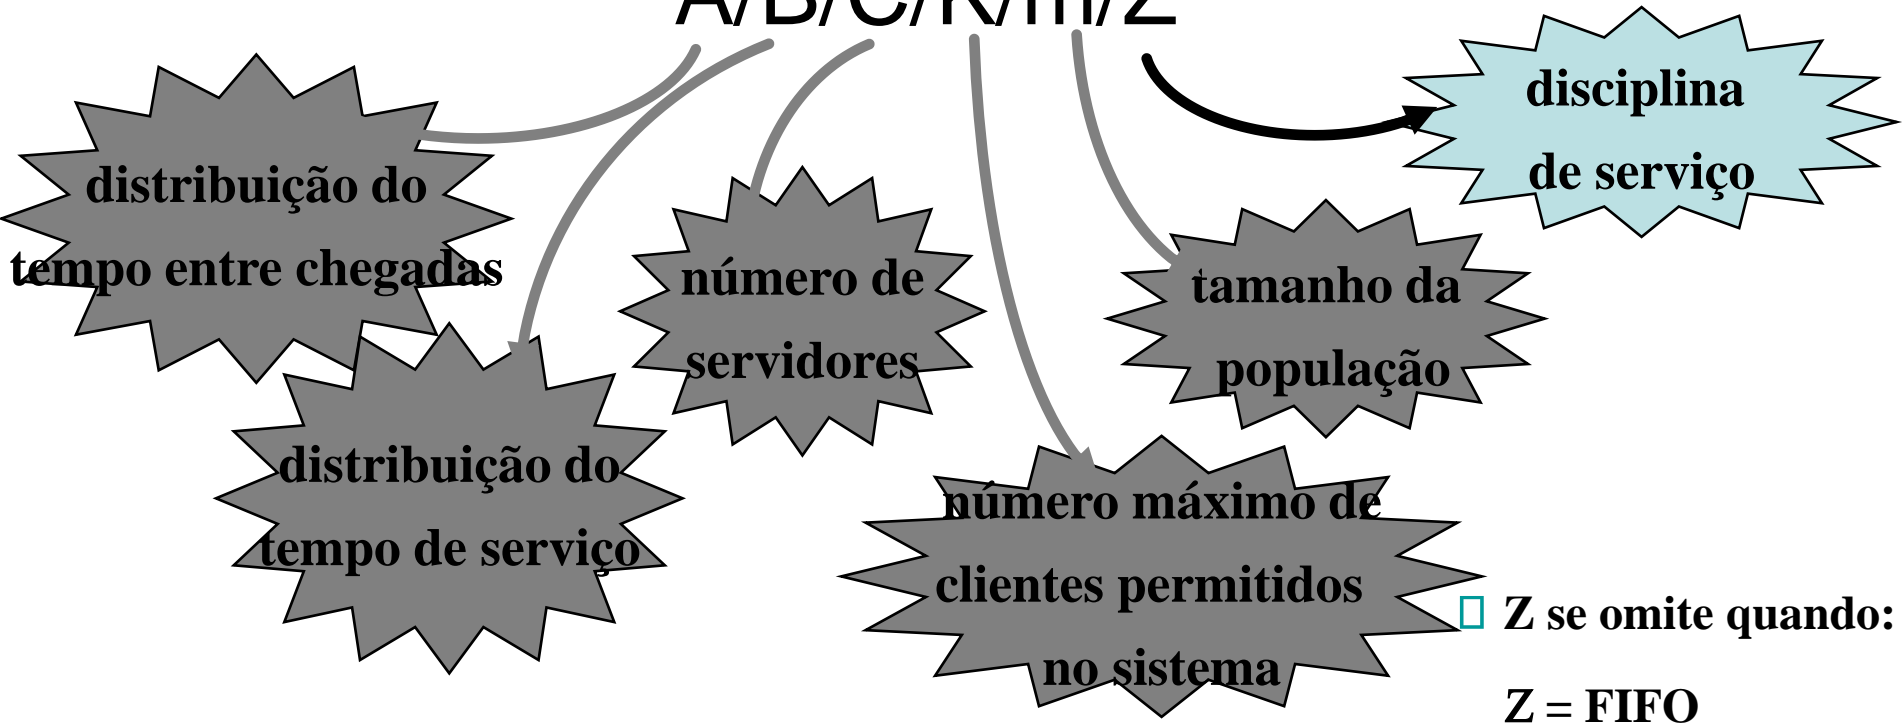 A/B/C/K/m/Z
disciplina
de serviço
distribuição do
tempo entre chegadas
número de
servidores
tamanho da
população
distribuição do
tempo de serviço
número máximo de
clientes permitidos
no sistema
Z se omite quando:
Z = FIFO